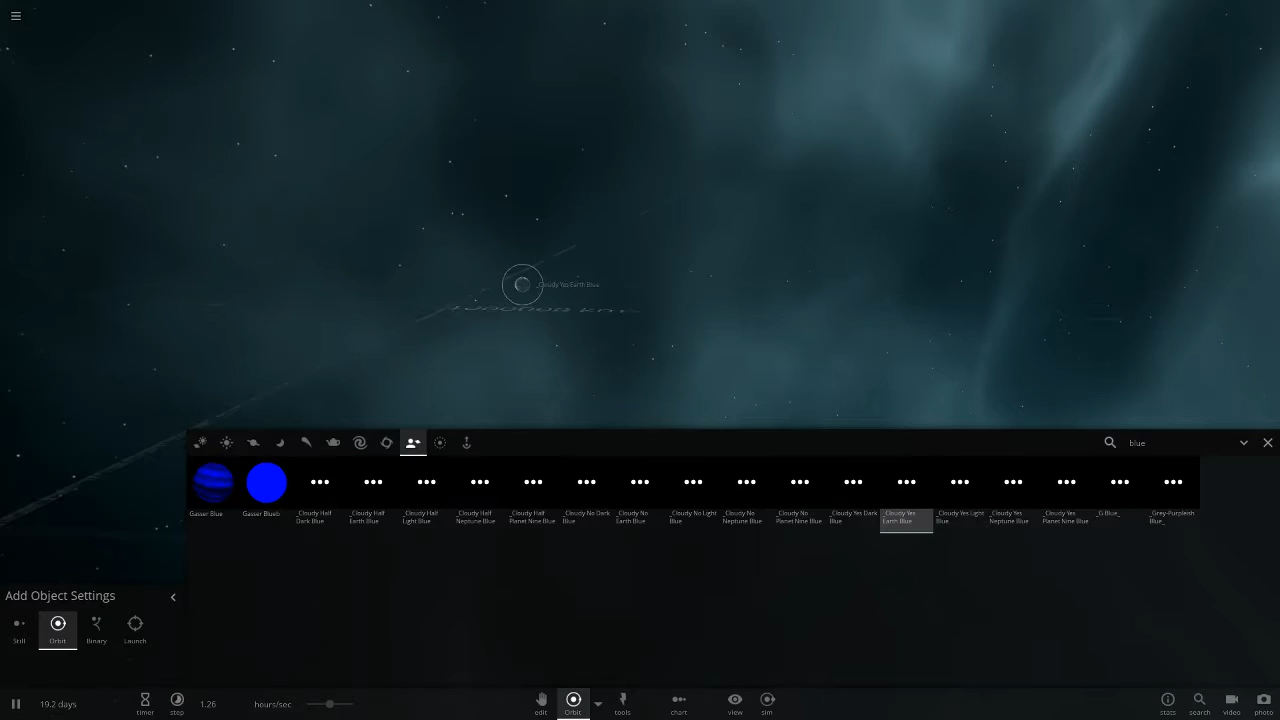 _Cloudy Yes Earth Blue
1000000 km
blue
Gasser Blue
Gasser Blueb
_Cloudy Half Dark Blue
_Cloudy Half Earth Blue
_Cloudy Half Light Blue
_Cloudy Half Neptune Blue
_Cloudy Half Planet Nine Blue
_Cloudy No Dark Blue
_Cloudy No Earth Blue
_Cloudy No Light Blue
_Cloudy No Neptune Blue
_Cloudy No Planet Nine Blue
_Cloudy Yes Dark Blue
_Cloudy Yes Earth Blue
_Cloudy Yes Light Blue
_Cloudy Yes Neptune Blue
_Cloudy Yes Planet Nine Blue
_G Blue_
_Grey-Purpleish Blue_
Add Object Settings
Still
Orbit
Binary
Launch
19.2 days
timer
step
1.26
hours/sec
edit
Orbit
tools
chart
view
sim
stats
search
video
photo